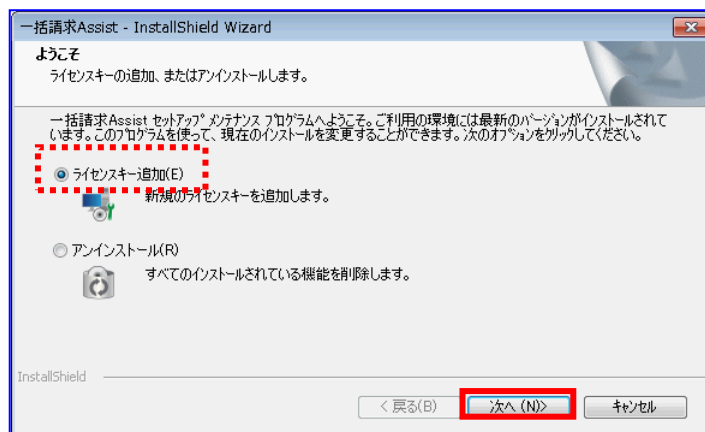 一括請求Assist - InstallShield Wizard
ようこそ
ライセンスキーの追加、またはアンインストールします。
一括請求Assist セットアップ メンテナンス プログラムへようこそ。ご利用の環境には最新のバージョンがインストールされて
います。このプログラムを使って、現在のインストールを変更することができます。次のオプションをクリックしてください。
ライセンスキー追加(E)
新規のライセンスキーを追加します。
アンインストール(R)
すべてのインストールされている機能を削除します。
InstallShield
< 戻る(B)
次へ (N)>
キャンセル